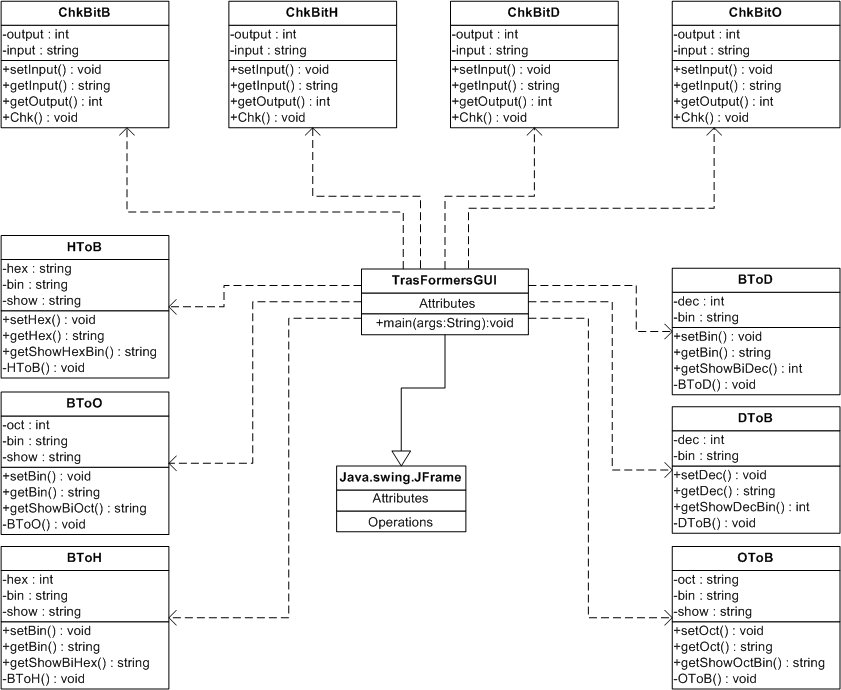 ChkBitB
-output : int
-input : string
+setInput() : void
+getInput() : string
+getOutput() : int
+Chk() : void
ChkBitH
-output : int
-input : string
+setInput() : void
+getInput() : string
+getOutput() : int
+Chk() : void
ChkBitD
-output : int
-input : string
+setInput() : void
+getInput() : string
+getOutput() : int
+Chk() : void
ChkBitO
-output : int
-input : string
+setInput() : void
+getInput() : string
+getOutput() : int
+Chk() : void
HToB
-hex : string
-bin : string
-show : string
+setHex() : void
+getHex() : string
+getShowHexBin() : string
-HToB() : void
TrasFormersGUI
Attributes
+main(args:String):void
BToD
-dec : int
-bin : string
+setBin() : void
+getBin() : string
+getShowBiDec() : int
-BToD() : void
BToO
-oct : int
-bin : string
-show : string
+setBin() : void
+getBin() : string
+getShowBiOct() : string
-BToO() : void
Java.swing.JFrame
Attributes
Operations
DToB
-dec : int
-bin : string
+setDec() : void
+getDec() : string
+getShowDecBin() : int
-DToB() : void
BToH
-hex : int
-bin : string
-show : string
+setBin() : void
+getBin() : string
+getShowBiHex() : string
-BToH() : void
OToB
-oct : string
-bin : string
-show : string
+setOct() : void
+getOct() : string
+getShowOctBin() : string
-OToB() : void